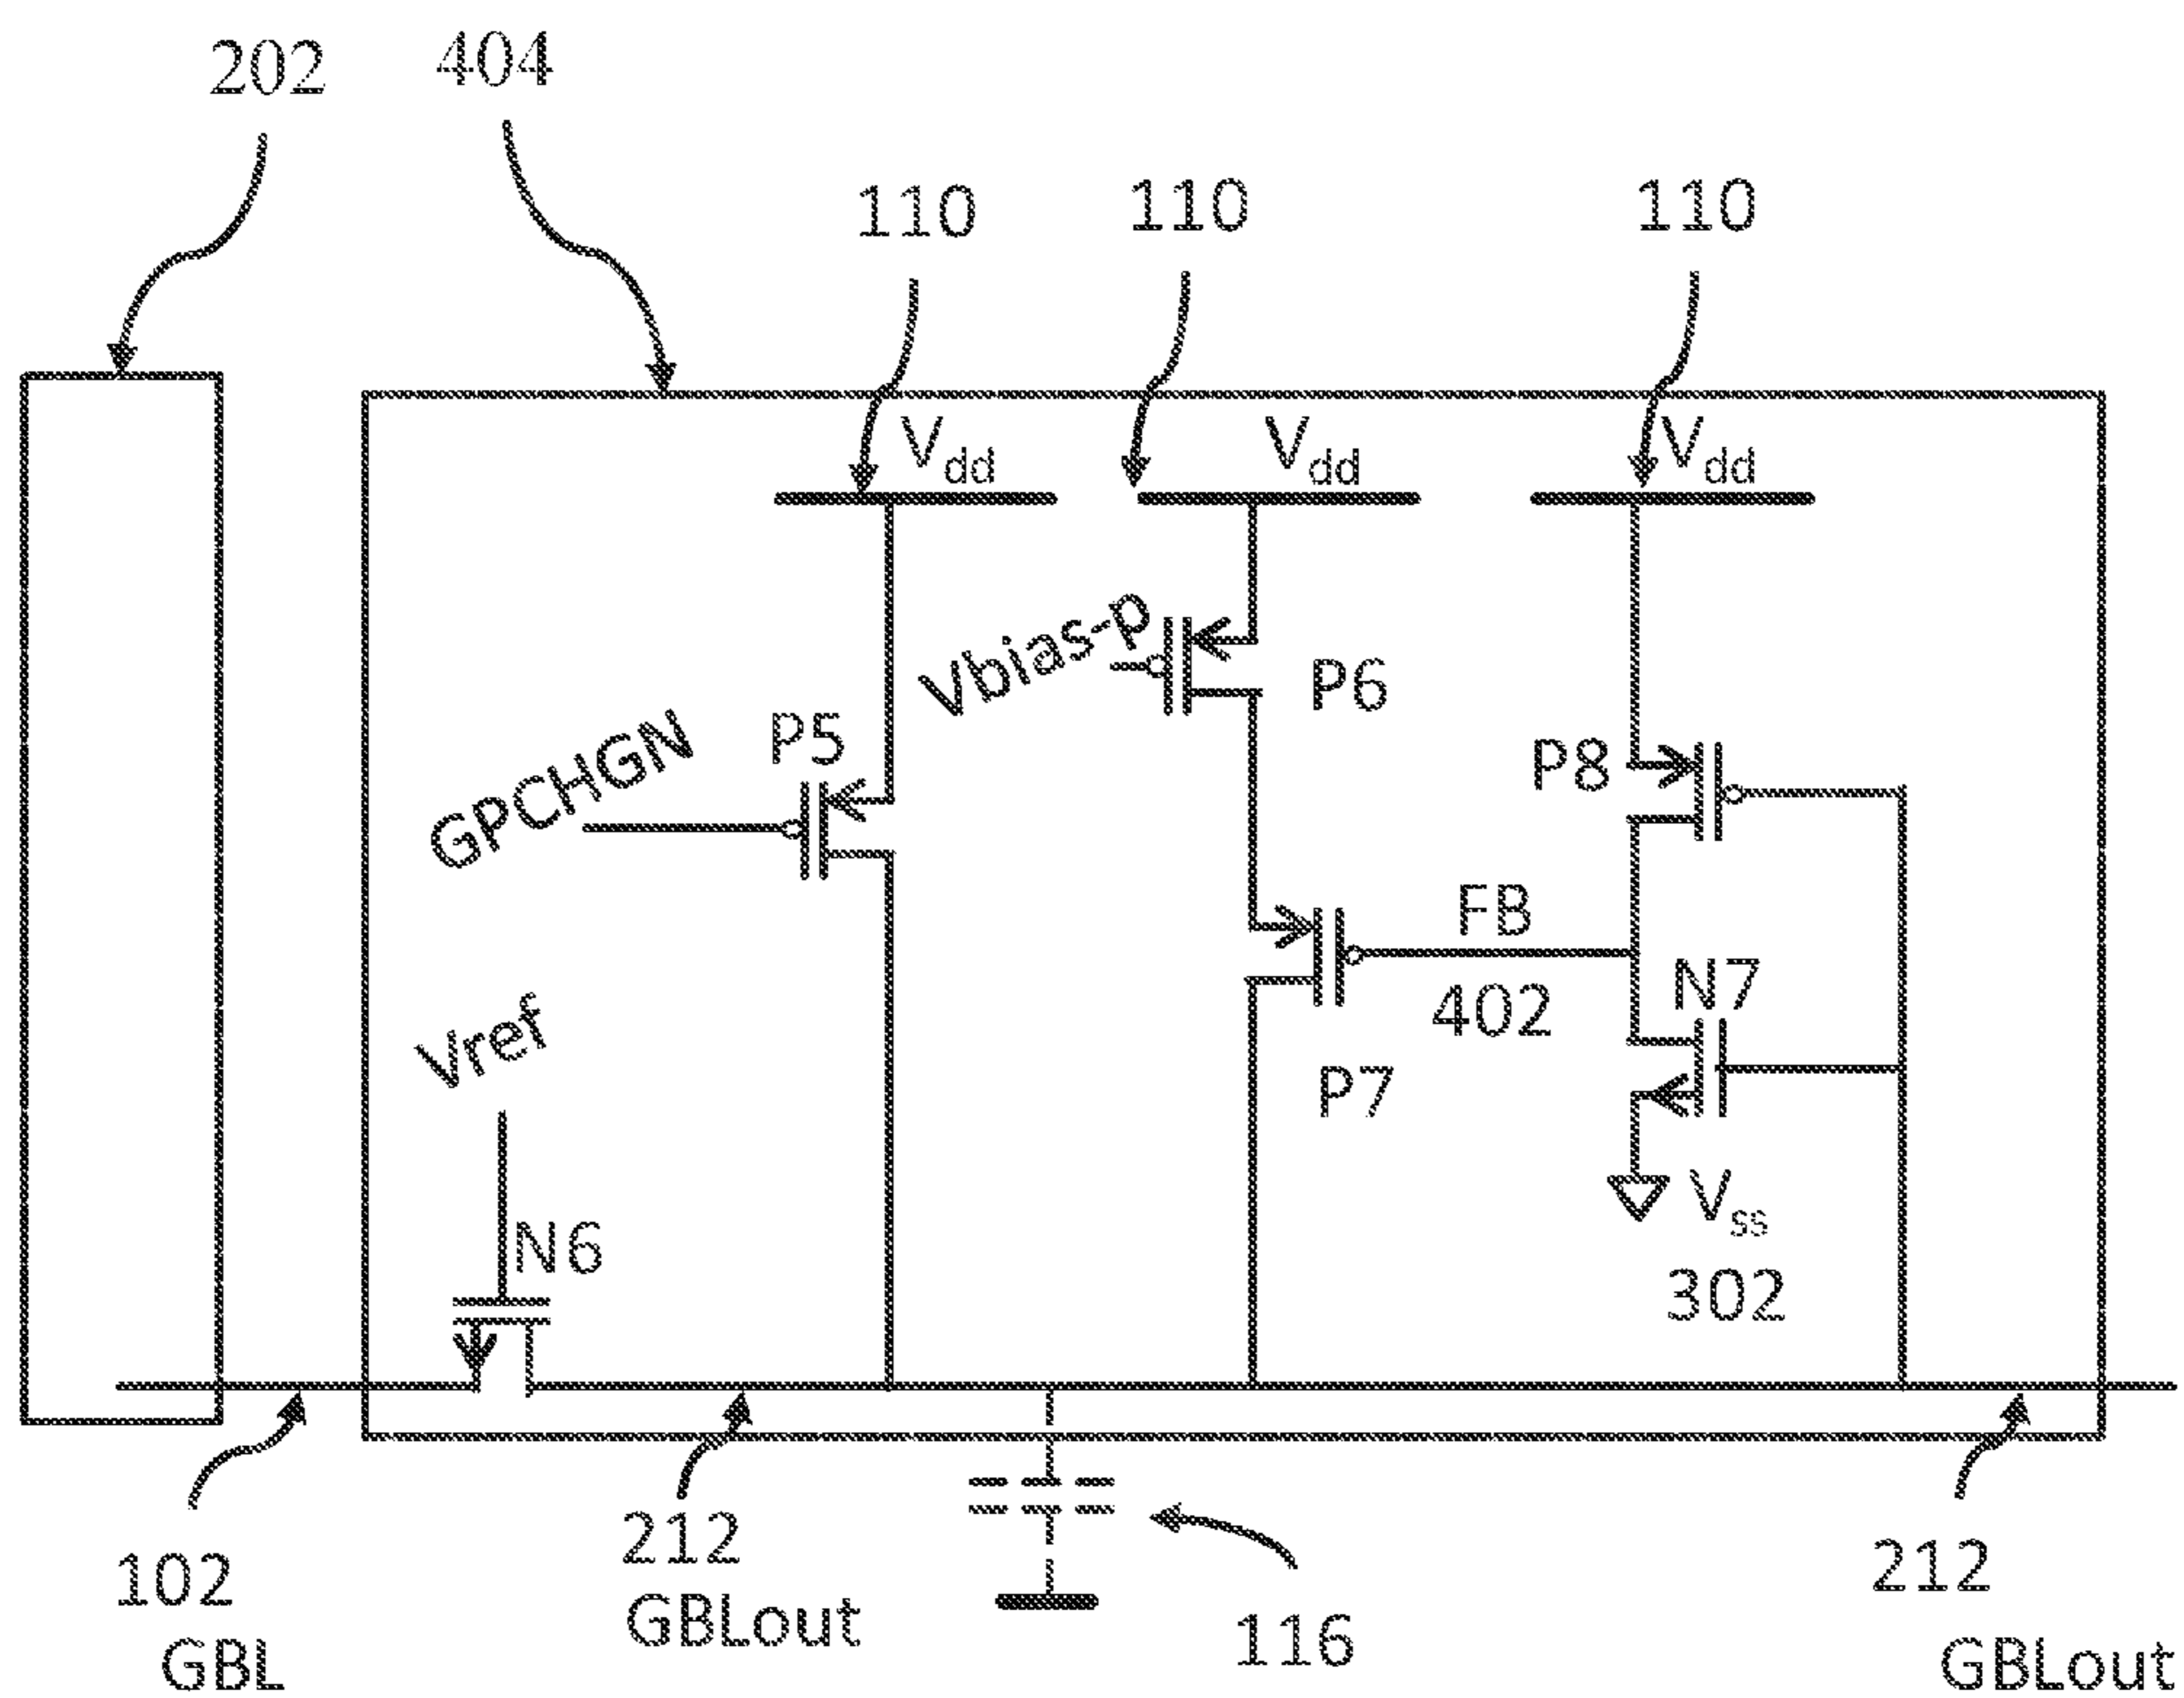 202
404
110
110
110
Vdd
Vdd
Vdd
Vbias-p
P6
GPCHGN
P5
P8
FB
402
N7
Vref
P7
Vss
302
N6
102
GBL
212
GBLout
116
212
GBLout